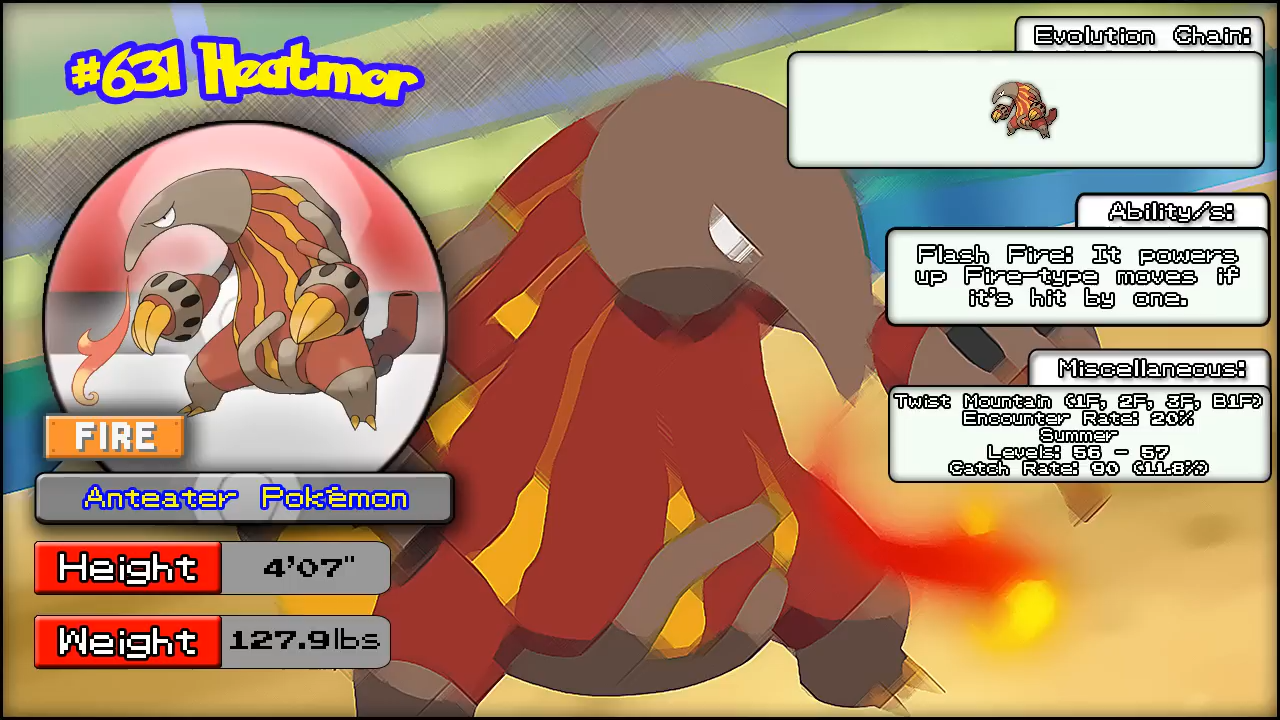 #631 Heatmor
FIRE
Anteater Pokémon
Height 4'07"
Weight 127.9lbs
Evolution Chain:
Ability/s:
Flash Fire: It powers
up Fire-type moves if
it's hit by one.
Miscellaneous:
Twist Mountain (1F, 2F, 3F, B1F)
Encounter Rate: 20%
Summer
Levels: 56 - 57
Catch Rate: 90 (11.8%)